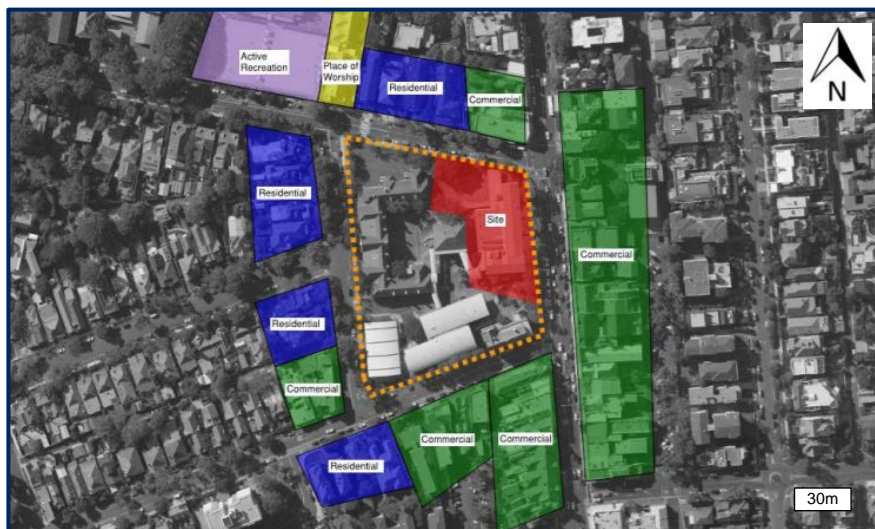 Active
Recreation
Place of
Worship
Residential
Commercial
N
Residential
Site
Commercial
Residential
Commercial
Commercial
Commercial
Residential
30m